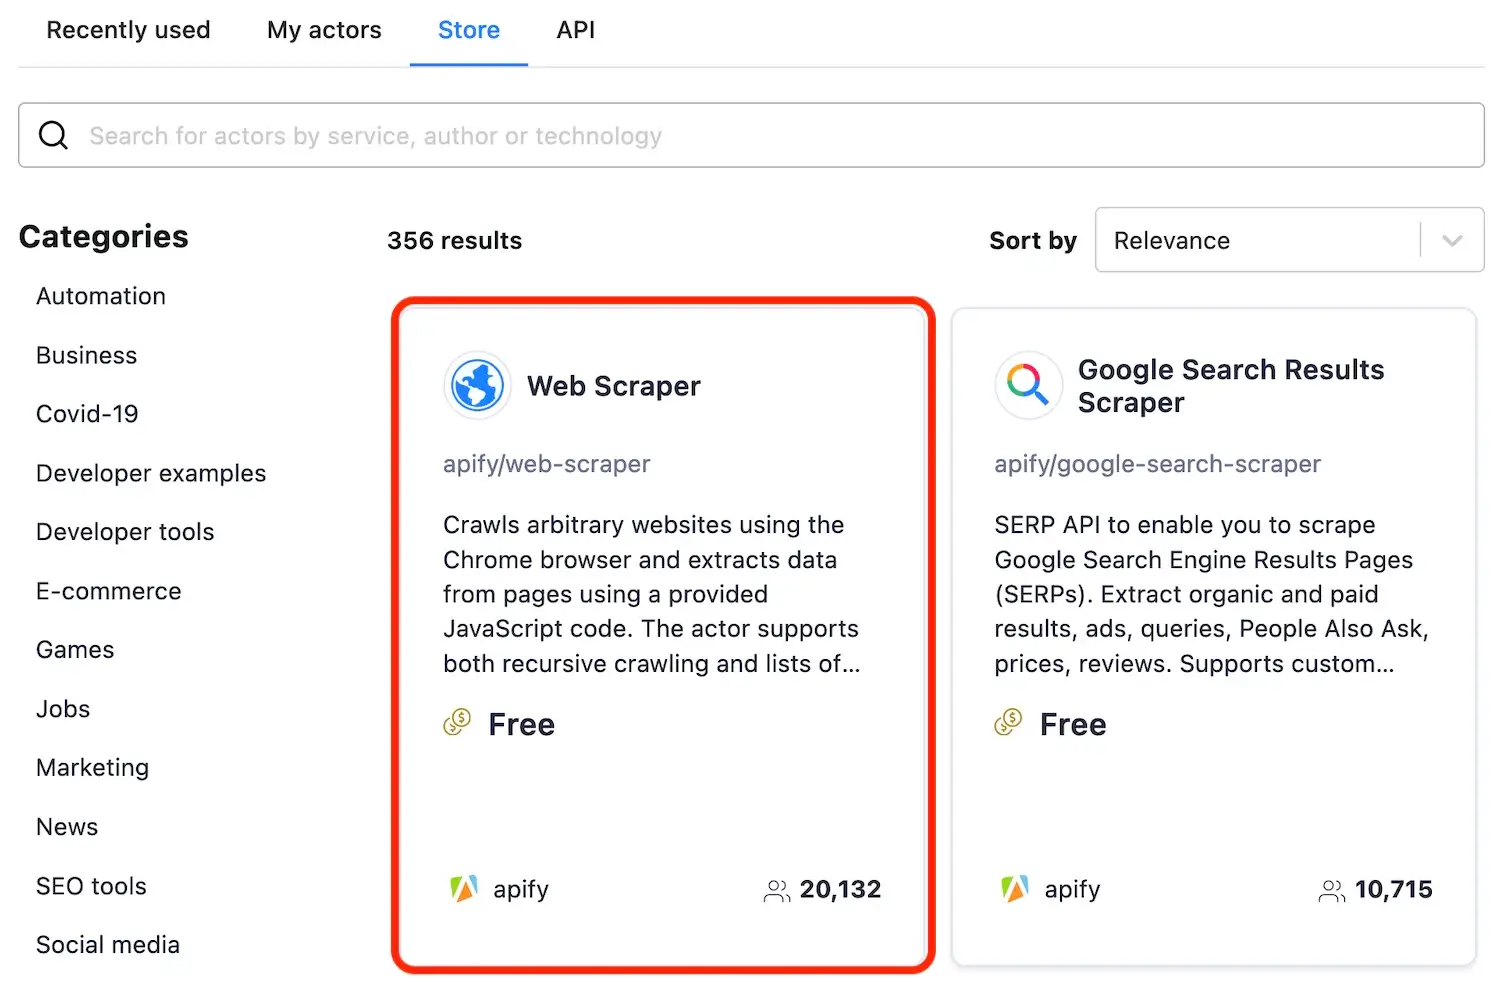 Recently used
My actors
Store
API
Search for actors by service, author or technology
Categories
Automation
Business
Covid-19
Developer examples
Developer tools
E-commerce
Games
Jobs
Marketing
News
SEO tools
Social media
356 results
Sort by
Relevance
Web Scraper
apify/web-scraper
Crawls arbitrary websites using the
Chrome browser and extracts data
from pages using a provided
JavaScript code. The actor supports
both recursive crawling and lists of...
Free
apify
20,132
Google Search Results
Scraper
apify/google-search-scraper
SERP API to enable you to scrape
Google Search Engine Results Pages
(SERPs). Extract organic and paid
results, ads, queries, People Also Ask,
prices, reviews. Supports custom...
Free
apify
10,715